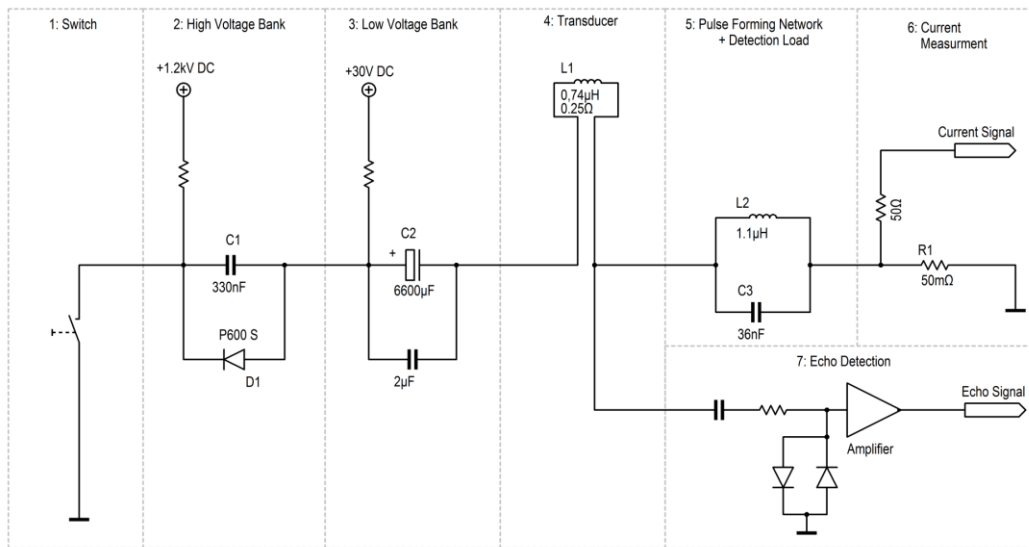 1: Switch
2: High Voltage Bank
3: Low Voltage Bank
4: Transducer
5: Pulse Forming Network
+ Detection Load
6: Current
Measurment
+1.2kV DC
+30V DC
L1
0,74µH
0.25Ω
Current Signal
50Ω
C1
330nF
P600 S
D1
C2
+
6600µF
2µF
L2
1.1µH
C3
36nF
R1
50mΩ
7: Echo Detection
Echo Signal
Amplifier